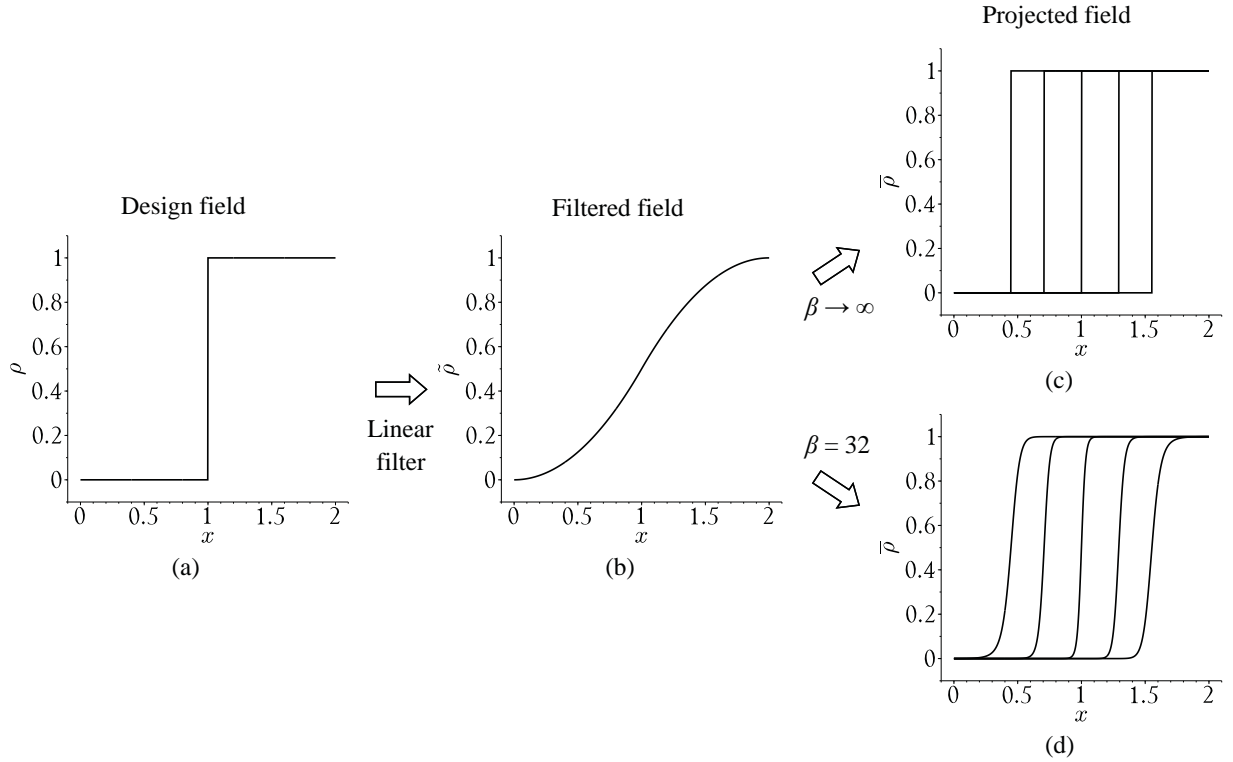 Design field
1
0.8
0.6
0.4
0.2
0
ρ
0 0.5 1 1.5 2
x
(a)
Linear
filter
Filtered field
1
0.8
0.6
0.4
0.2
0
ρ̃
0 0.5 1 1.5 2
x
(b)
β → ∞
β = 32
Projected field
1
0.8
0.6
0.4
0.2
0
ρ̅
0 0.5 1 1.5 2
x
(c)
1
0.8
0.6
0.4
0.2
0
ρ̅
0 0.5 1 1.5 2
x
(d)